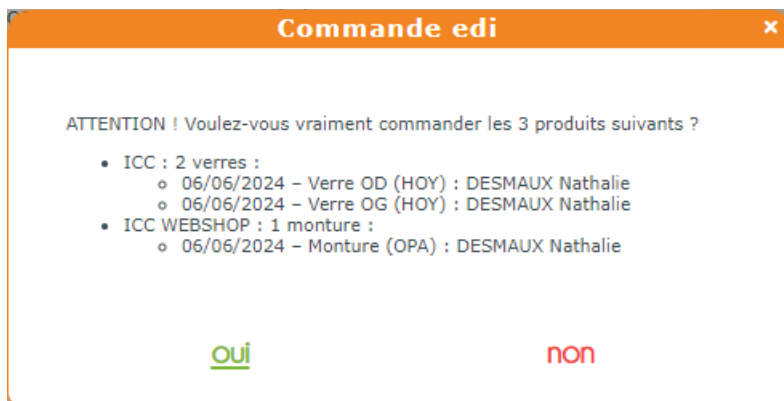 Commande edi
×
ATTENTION ! Voulez-vous vraiment commander les 3 produits suivants ?
• ICC : 2 verres :
o 06/06/2024 – Verre OD (HOY) : DESMAUX Nathalie
o 06/06/2024 – Verre OG (HOY) : DESMAUX Nathalie
• ICC WEBSHOP : 1 monture :
o 06/06/2024 – Monture (OPA) : DESMAUX Nathalie
oui non